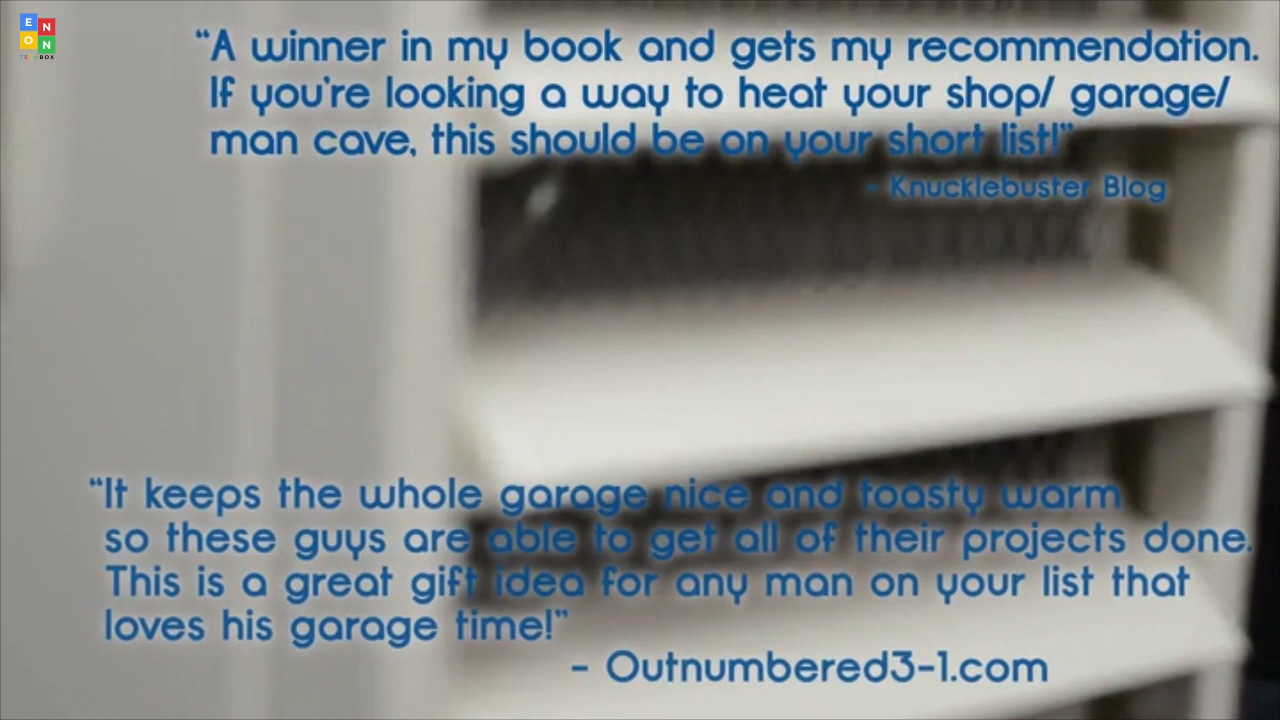 E N
O N
TECHBOX
“A winner in my book and gets my recommendation.
If you’re looking a way to heat your shop/ garage/
man cave, this should be on your short list!”
- Knucklebuster Blog
“It keeps the whole garage nice and toasty warm
so these guys are able to get all of their projects done.
This is a great gift idea for any man on your list that
loves his garage time!”
- Outnumbered3-1.com